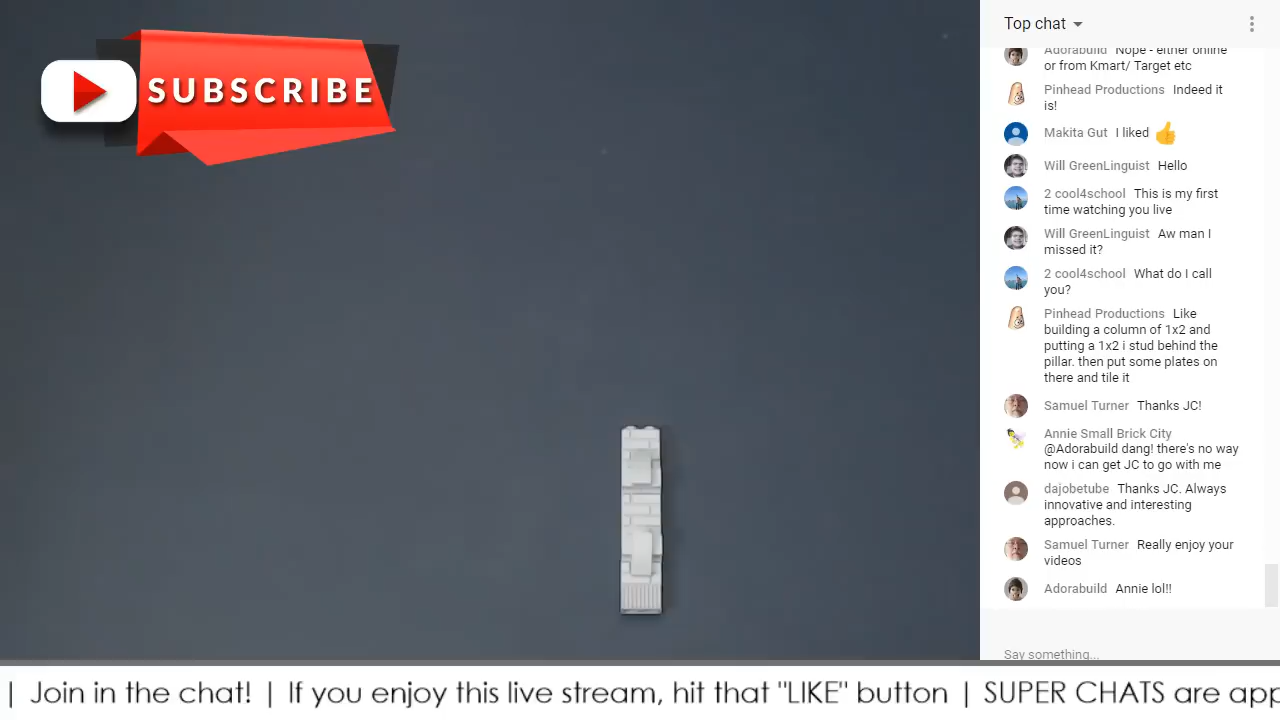 SUBSCRIBE
Top chat
Adorabuild Nope - either online
or from Kmart/ Target etc
Pinhead Productions Indeed it
is!
Makita Gut I liked 👍
Will GreenLinguist Hello
2 cool4school This is my first
time watching you live
Will GreenLinguist Aw man I
missed it?
2 cool4school What do I call
you?
Pinhead Productions Like
building a column of 1x2 and
putting a 1x2 i stud behind the
pillar. then put some plates on
there and tile it
Samuel Turner Thanks JC!
Annie Small Brick City
@Adorabuild dang! there's no way
now i can get JC to go with me
dajobetube Thanks JC. Always
innovative and interesting
approaches.
Samuel Turner Really enjoy your
videos
Adorabuild Annie lol!!
Say something...
| Join in the chat! | If you enjoy this live stream, hit that "LIKE" button | SUPER CHATS are app